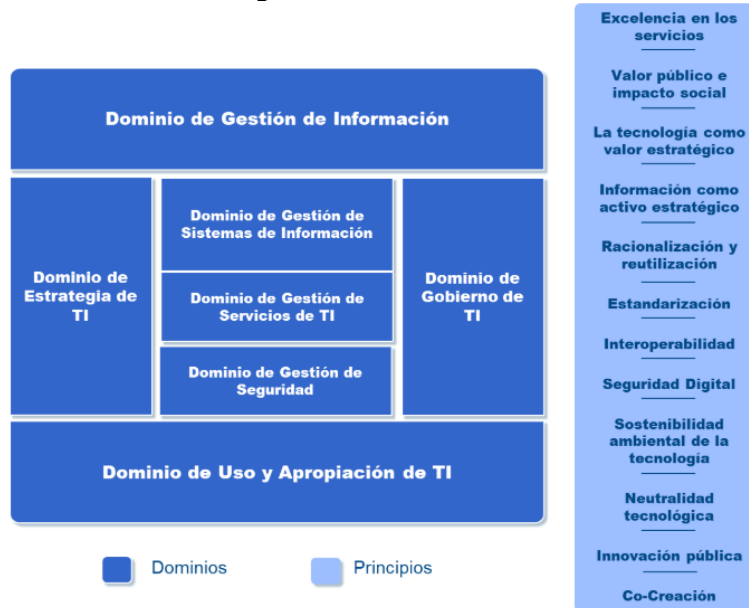 Dominio de Gestión de Información
Dominio de
Estrategia de
TI
Dominio de Gestión de
Sistemas de Información
Dominio de Gestión de
Servicios de TI
Dominio de Gestión de
Seguridad
Dominio de
Gobierno de
TI
Dominio de Uso y Apropiación de TI
Dominios
Principios
Excelencia en los
servicios
Valor público e
impacto social
La tecnología como
valor estratégico
Información como
activo estratégico
Racionalización y
reutilización
Estandarización
Interoperabilidad
Seguridad Digital
Sostenibilidad
ambiental de la
tecnología
Neutralidad
tecnológica
Innovación pública
Co-Creación